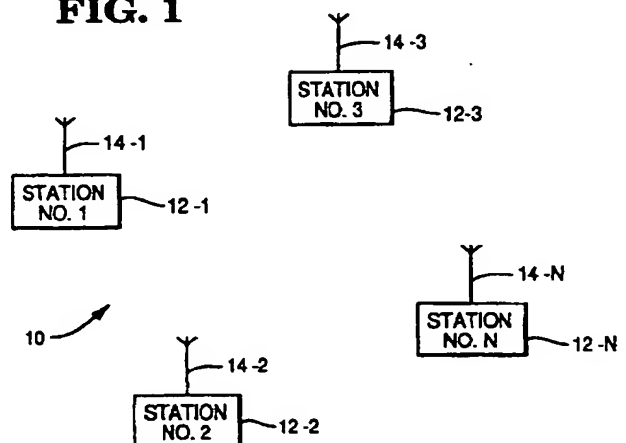 FIG. 1
14-3
STATION
NO. 3
12-3
14-1
STATION
NO. 1
12-1
14-N
STATION
NO. N
12-N
10
14-2
STATION
NO. 2
12-2